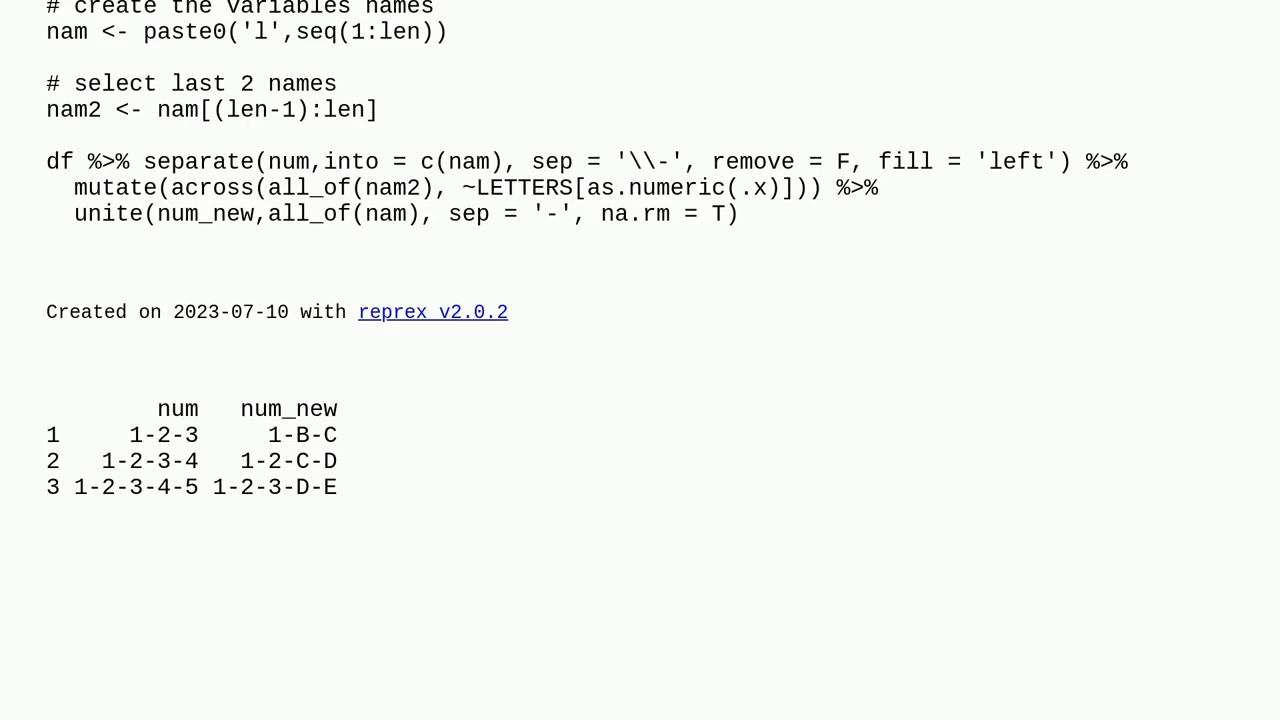 # create the variables names
nam <- paste0('l',seq(1:len))
# select last 2 names
nam2 <- nam[(len-1):len]
df %>% separate(num,into = c(nam), sep = '\\-', remove = F, fill = 'left') %>%
  mutate(across(all_of(nam2), ~LETTERS[as.numeric(.x)])) %>%
  unite(num_new,all_of(nam), sep = '-', na.rm = T)
Created on 2023-07-10 with reprex v2.0.2
        num   num_new
1     1-2-3     1-B-C
2   1-2-3-4   1-2-C-D
3 1-2-3-4-5 1-2-3-D-E